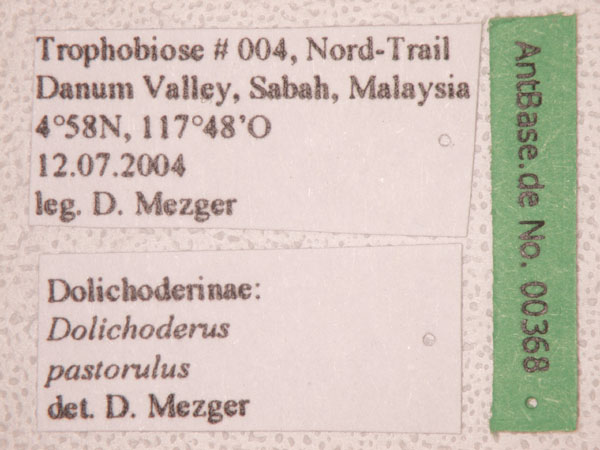 Trophobiose # 004, Nord-Trail
Danum Valley, Sabah, Malaysia
4°58N, 117°48'O
12.07.2004
leg. D. Mezger
Dolichoderinae:
Dolichoderus
pastorulus
det. D. Mezger
AntBase.de No. 00368